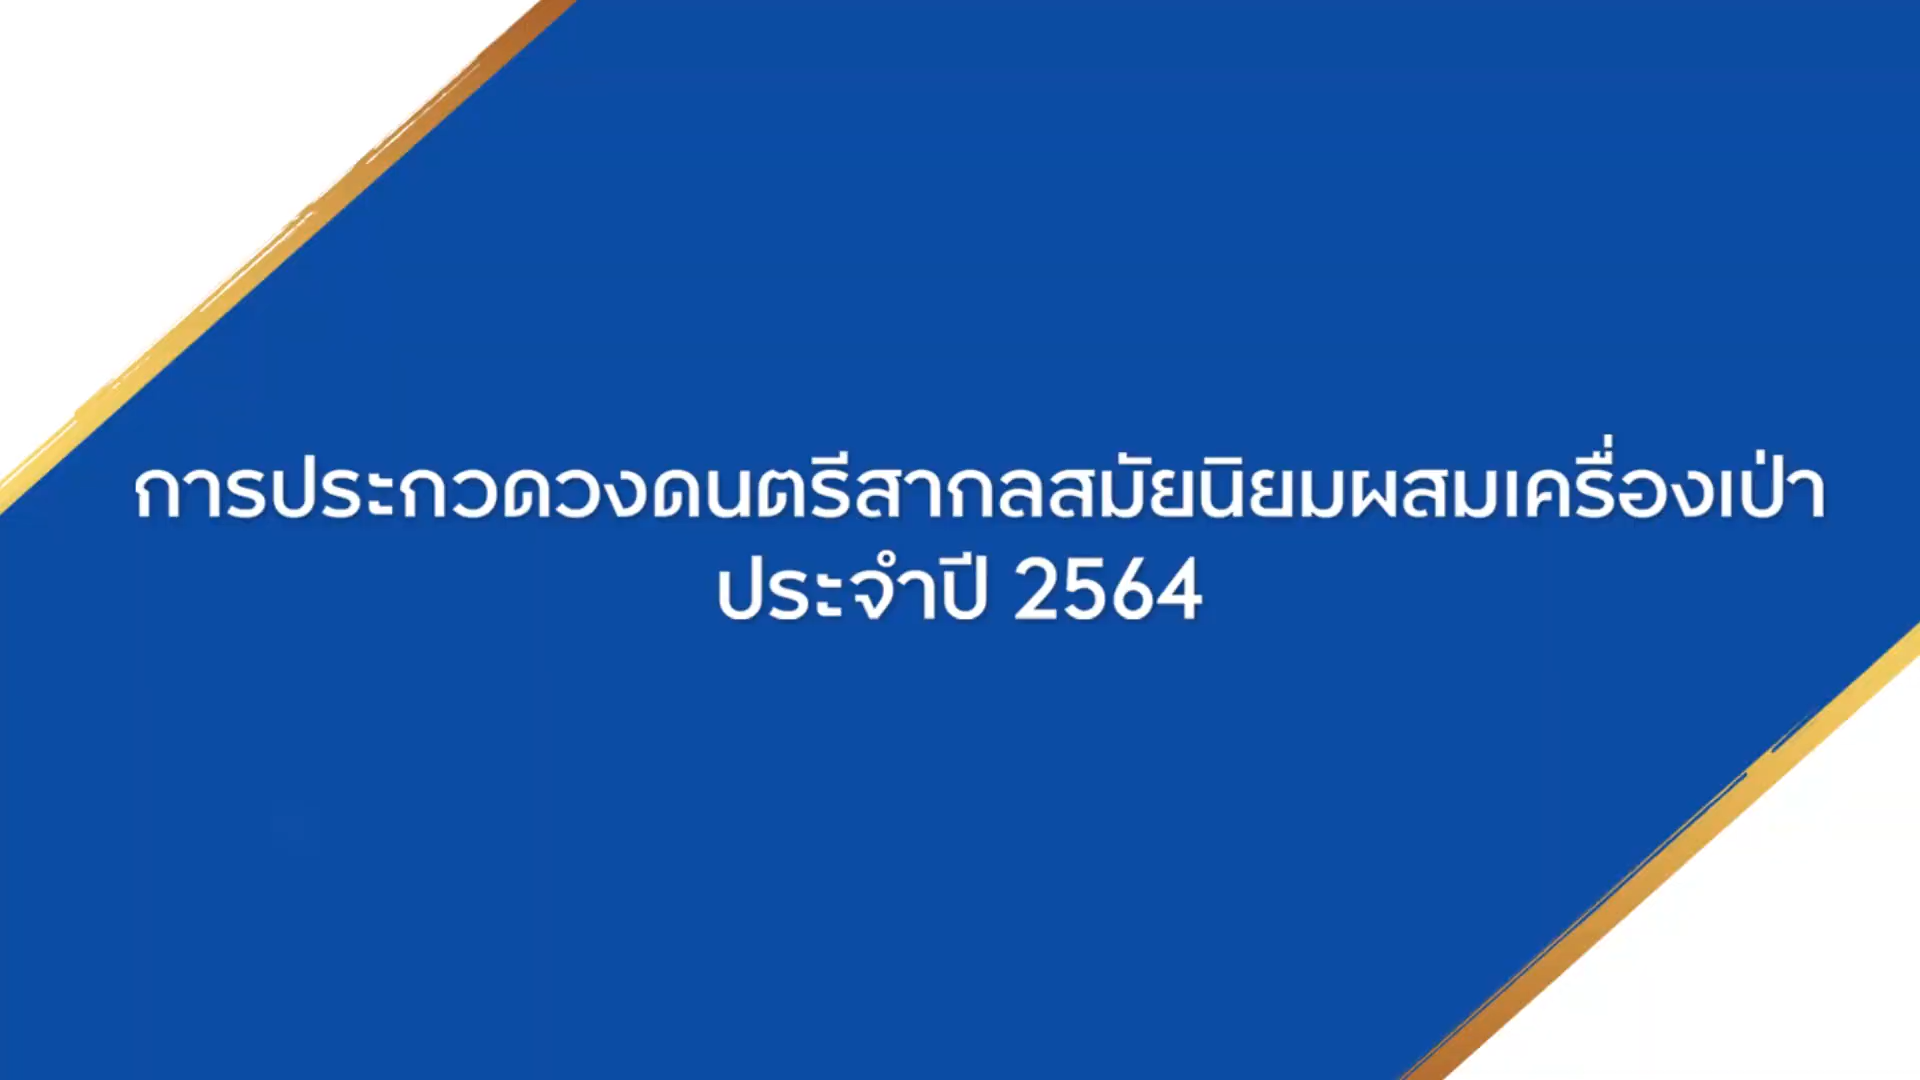 การประกวดวงดนตรีสากลสมัยนิยมผสมเครื่องเป่า
ประจำปี 2564